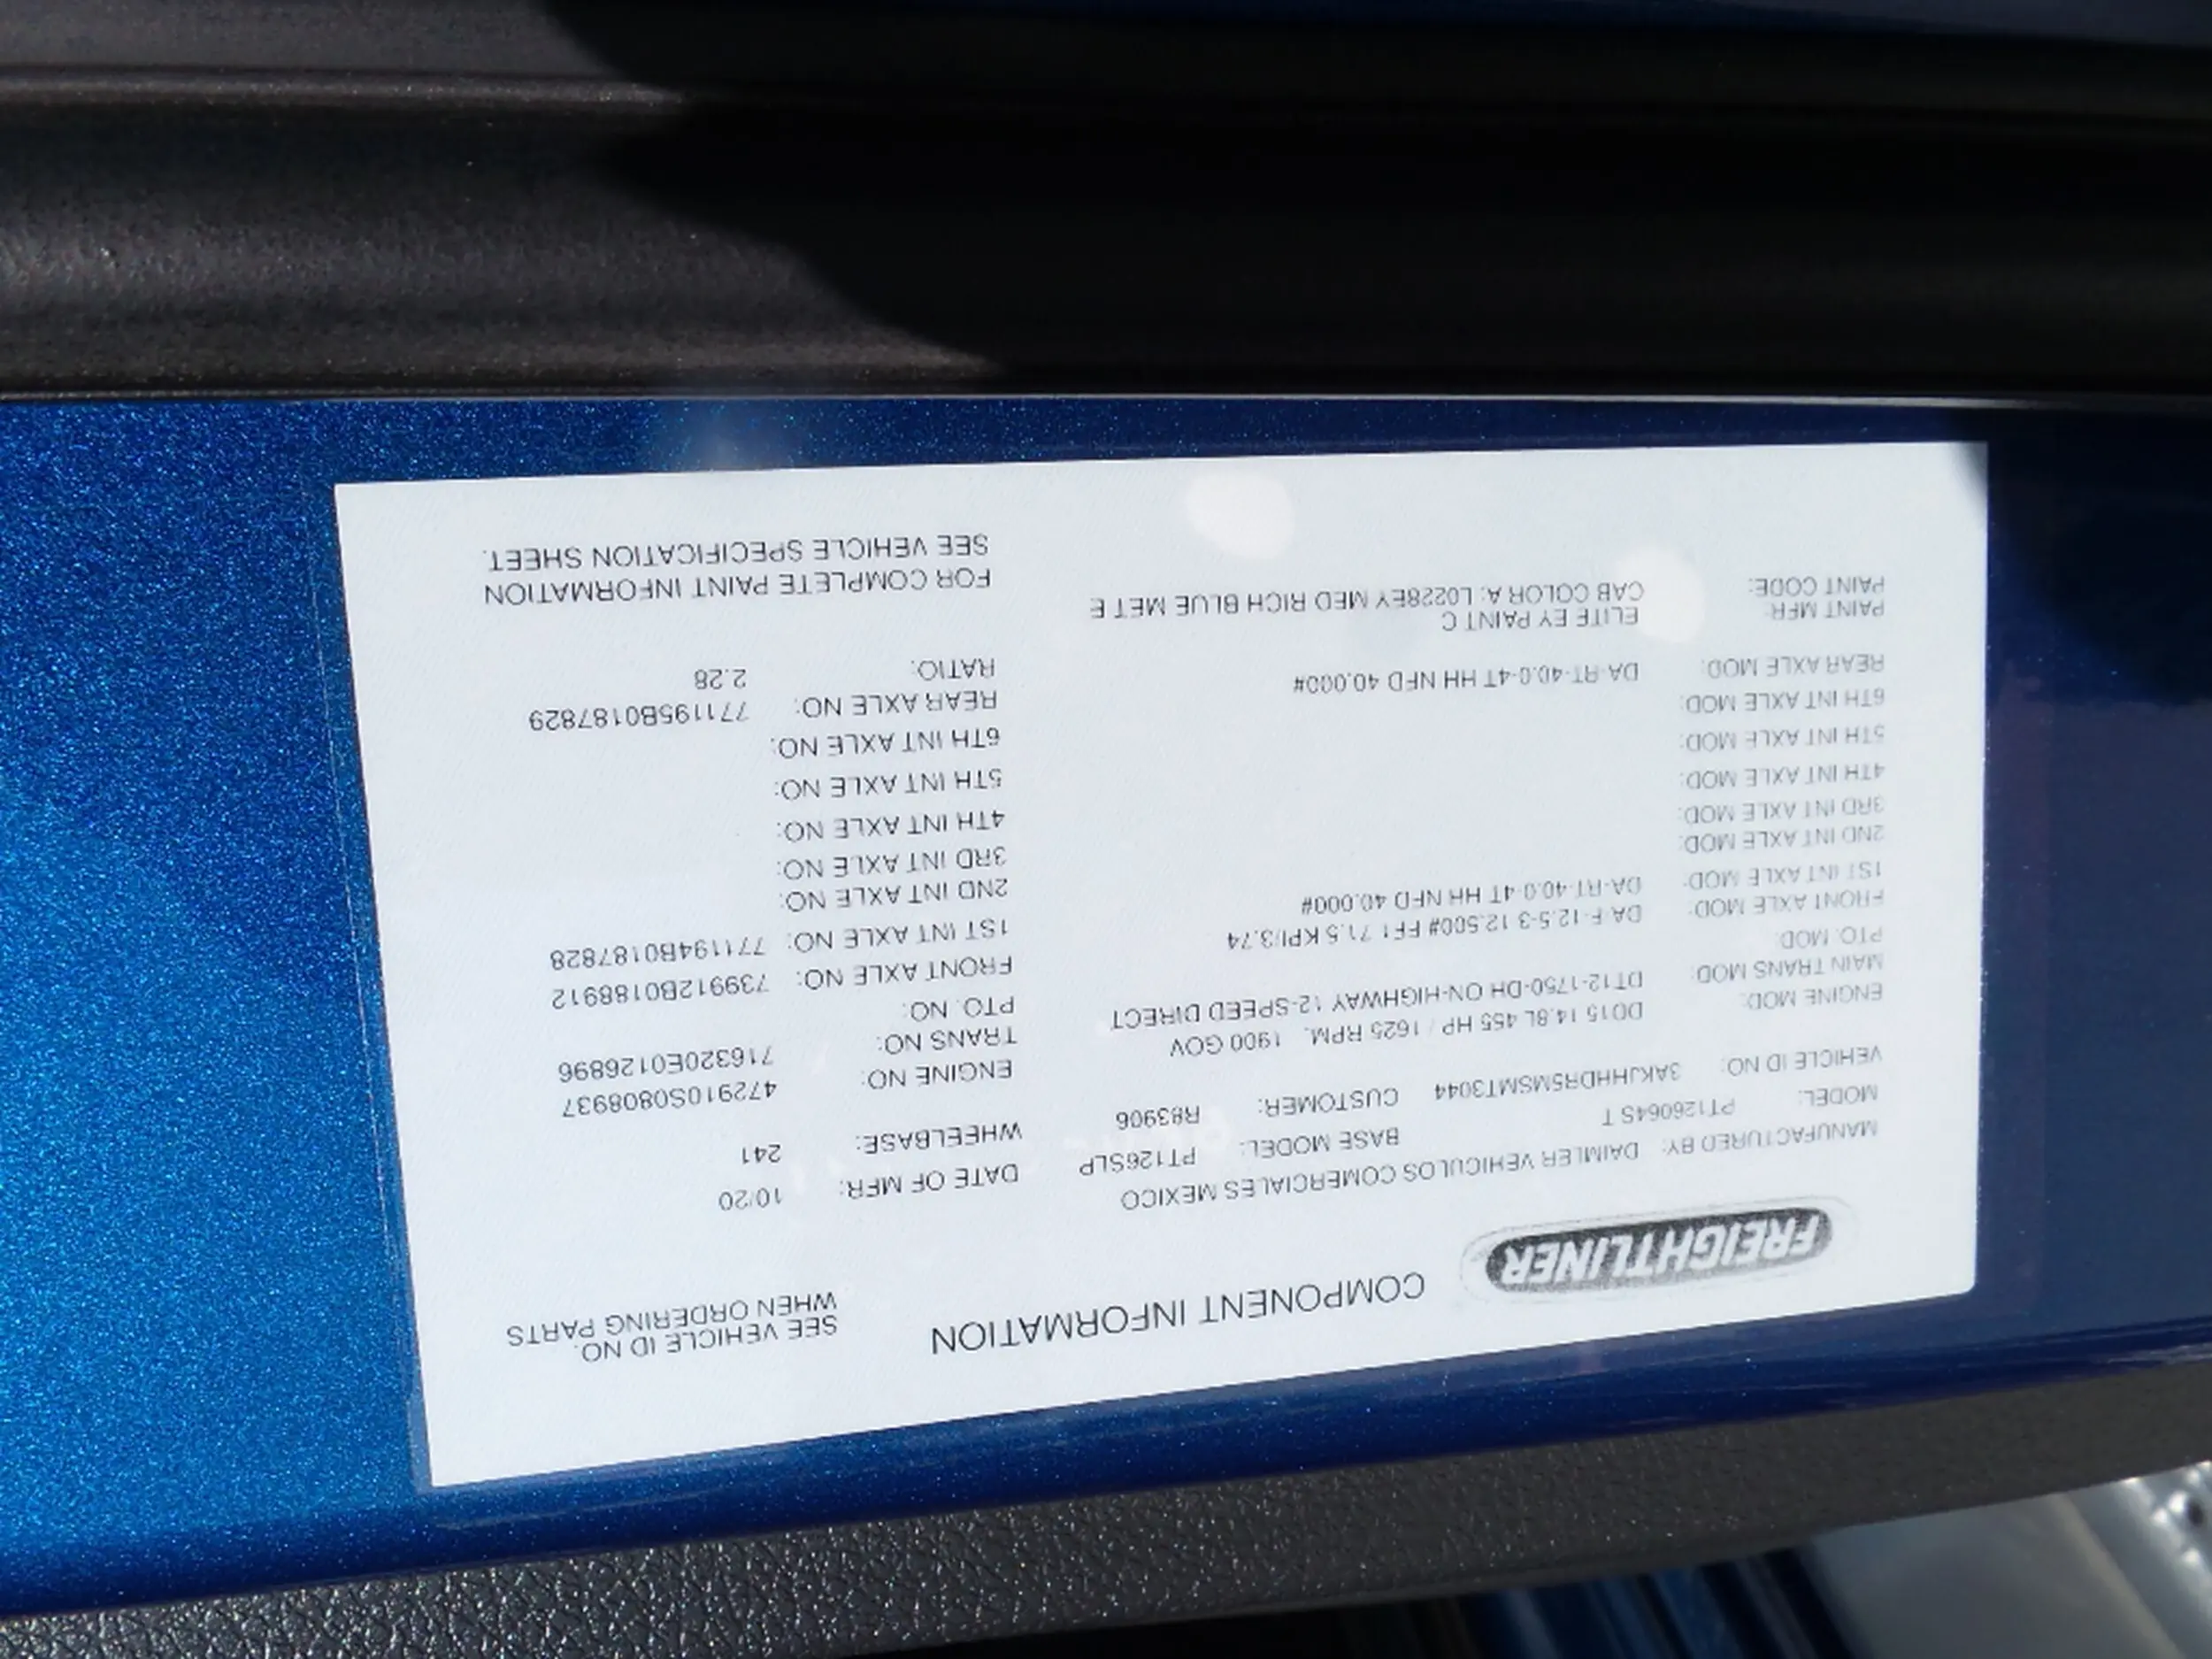 FREIGHTLINER
COMPONENT INFORMATION
SEE VEHICLE ID NO.
WHEN ORDERING PARTS
MANUFACTURED BY: DAIMLER VEHICULOS COMERCIALES MEXICO
DATE OF MFR: 10/20
MODEL: PT126064S T BASE MODEL: PT126SLP
WHEELBASE: 241
VEHICLE ID NO: 3AKJHHDR5MSMT3044 CUSTOMER: R83906
ENGINE MOD: DD15 14.8L 455 HP / 1625 RPM, 1900 GOV
ENGINE NO: 472910S0808937
MAIN TRANS MOD: DT12-1750-DH ON-HIGHWAY 12-SPEED DIRECT
TRANS NO: 716320E0126896
PTO. MOD:
PTO. NO:
FRONT AXLE MOD: DA-F-12.5-3 12,500# FF1 71.5 KPI/3.74
FRONT AXLE NO: 739912B0188912
1ST INT AXLE MOD: DA-RT-40.0-4T HH NFD 40,000#
1ST INT AXLE NO: 771194B0187828
2ND INT AXLE MOD:
2ND INT AXLE NO:
3RD INT AXLE MOD:
3RD INT AXLE NO:
4TH INT AXLE MOD:
4TH INT AXLE NO:
5TH INT AXLE MOD:
5TH INT AXLE NO:
6TH INT AXLE MOD:
6TH INT AXLE NO:
REAR AXLE MOD: DA-RT-40.0-4T HH NFD 40,000#
REAR AXLE NO: 771195B0187829
RATIO: 2.28
PAINT MFR: ELITE EY PAINT C
PAINT CODE: CAB COLOR A: L0228EY MED RICH BLUE MET E
FOR COMPLETE PAINT INFORMATION
SEE VEHICLE SPECIFICATION SHEET.